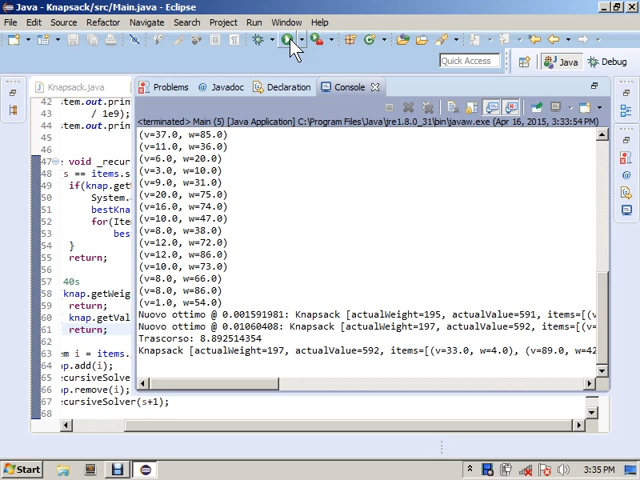 Java - Knapsack/src/Main.java - Eclipse
File Edit Source Refactor Navigate Search Project Run Window Help
Quick Access
Java
Debug
Knapsack.java
Problems Javadoc Declaration Console
<terminated> Main (5) [Java Application] C:\Program Files\Java\jre1.8.0_31\bin\javaw.exe (Apr 16, 2015 3:33:54 PM)
42 tem.out.prin
43 / 1e9);
44 tem.out.prin
45
46
47 void _recur
48 s == items.s
49 if(knap.getW
50 System.
51 bestKna
52 for(Ite
53 bes
54 }
55 return;
56
57 40s
58 knap.getWeig
59 return;
60 knap.getVal
61 return;
62
63 em i = items.
64 ap.add(i);
65 ecursiveSolve
66 ap.remove(i);
67 ecursiveSolver(s+1);
68
(v=37.0, w=85.0)
(v=11.0, w=36.0)
(v=6.0, w=20.0)
(v=3.0, w=10.0)
(v=9.0, w=31.0)
(v=20.0, w=75.0)
(v=16.0, w=74.0)
(v=10.0, w=47.0)
(v=8.0, w=38.0)
(v=12.0, w=72.0)
(v=12.0, w=86.0)
(v=10.0, w=73.0)
(v=8.0, w=66.0)
(v=8.0, w=86.0)
(v=1.0, w=54.0)
Nuovo ottimo @ 0.001591981: Knapsack [actualWeight=195, actualValue=591, items=[(v=
Nuovo ottimo @ 0.01060408: Knapsack [actualWeight=197, actualValue=592, items=[(v=3
Trascorso: 8.892514354
Knapsack [actualWeight=197, actualValue=592, items=[(v=33.0, w=4.0), (v=89.0, w=42
Start
3:35 PM